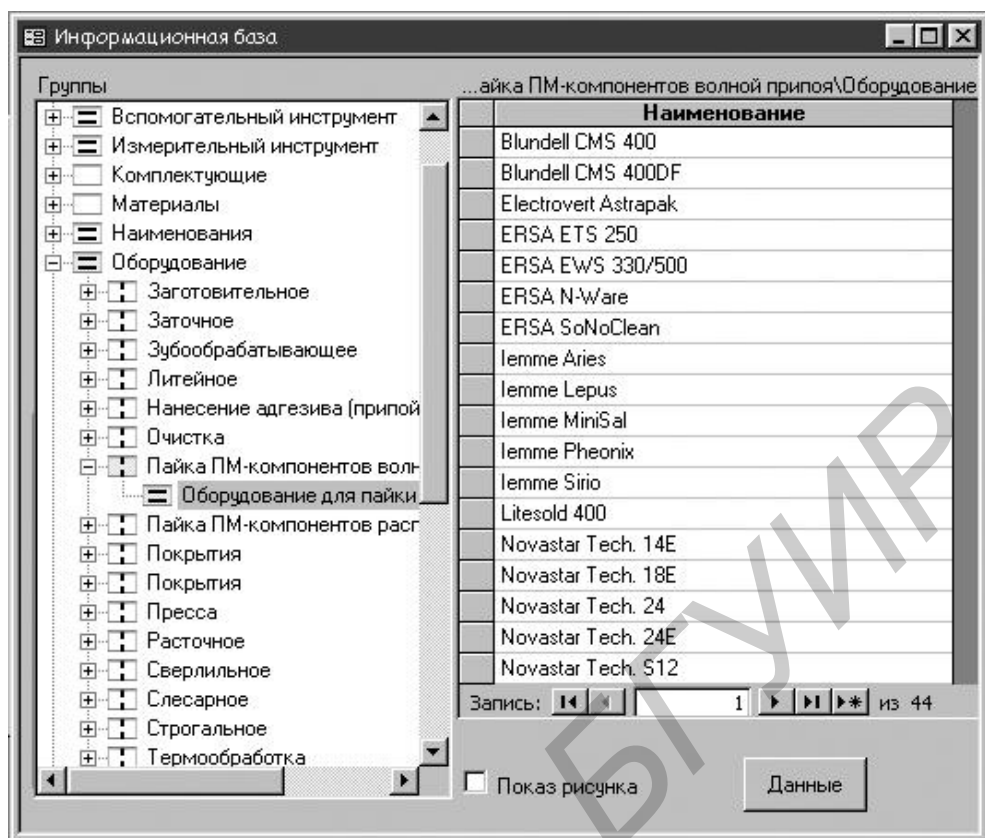 Информационная база
Группы
...айка ПМ-компонентов волной припоя\Оборудование
Вспомогательный инструмент
Измерительный инструмент
Комплектующие
Материалы
Наименования
Оборудование
Заготовительное
Заточное
Зубообрабатывающее
Литейное
Нанесение адгезива (припой
Очистка
Пайка ПМ-компонентов волн
Оборудование для пайки
Пайка ПМ-компонентов расп
Покрытия
Покрытия
Пресса
Расточное
Сверлильное
Слесарное
Строгальное
Термообработка
Наименование
Blundell CMS 400
Blundell CMS 400DF
Electrovert Astrapak
ERSA ETS 250
ERSA EWS 330/500
ERSA N-Ware
ERSA SoNoClean
Iemme Aries
Iemme Lepus
Iemme MiniSal
Iemme Pheonix
Iemme Sirio
Litesold 400
Novastar Tech. 14E
Novastar Tech. 18E
Novastar Tech. 24
Novastar Tech. 24E
Novastar Tech. S12
Запись: 1 из 44
Показ рисунка
Данные
БГУИР